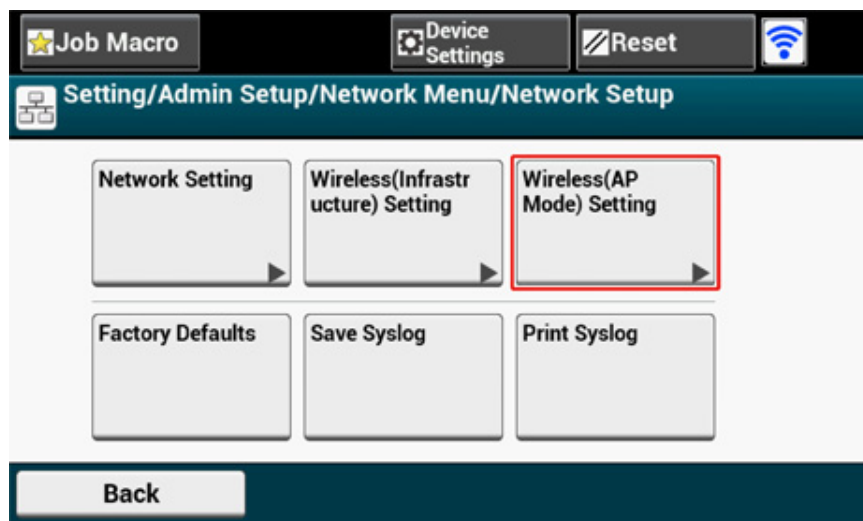 Job Macro
Device
Settings
Reset
Setting/Admin Setup/Network Menu/Network Setup
Network Setting
Wireless(Infrastr
ucture) Setting
Wireless(AP
Mode) Setting
Factory Defaults
Save Syslog
Print Syslog
Back